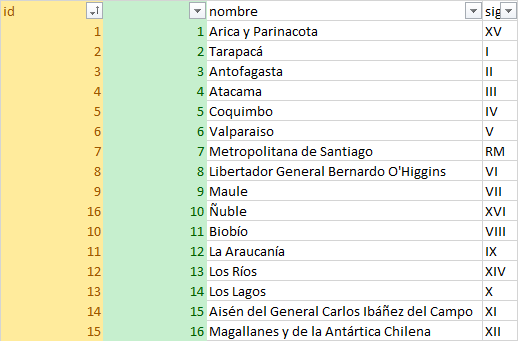 id nombre sig
1 1 Arica y Parinacota XV
2 2 Tarapacá I
3 3 Antofagasta II
4 4 Atacama III
5 5 Coquimbo IV
6 6 Valparaiso V
7 7 Metropolitana de Santiago RM
8 8 Libertador General Bernardo O'Higgins VI
9 9 Maule VII
16 10 Ñuble XVI
10 11 Biobío VIII
11 12 La Araucanía IX
12 13 Los Ríos XIV
13 14 Los Lagos X
14 15 Aisén del General Carlos Ibáñez del Campo XI
15 16 Magallanes y de la Antártica Chilena XII